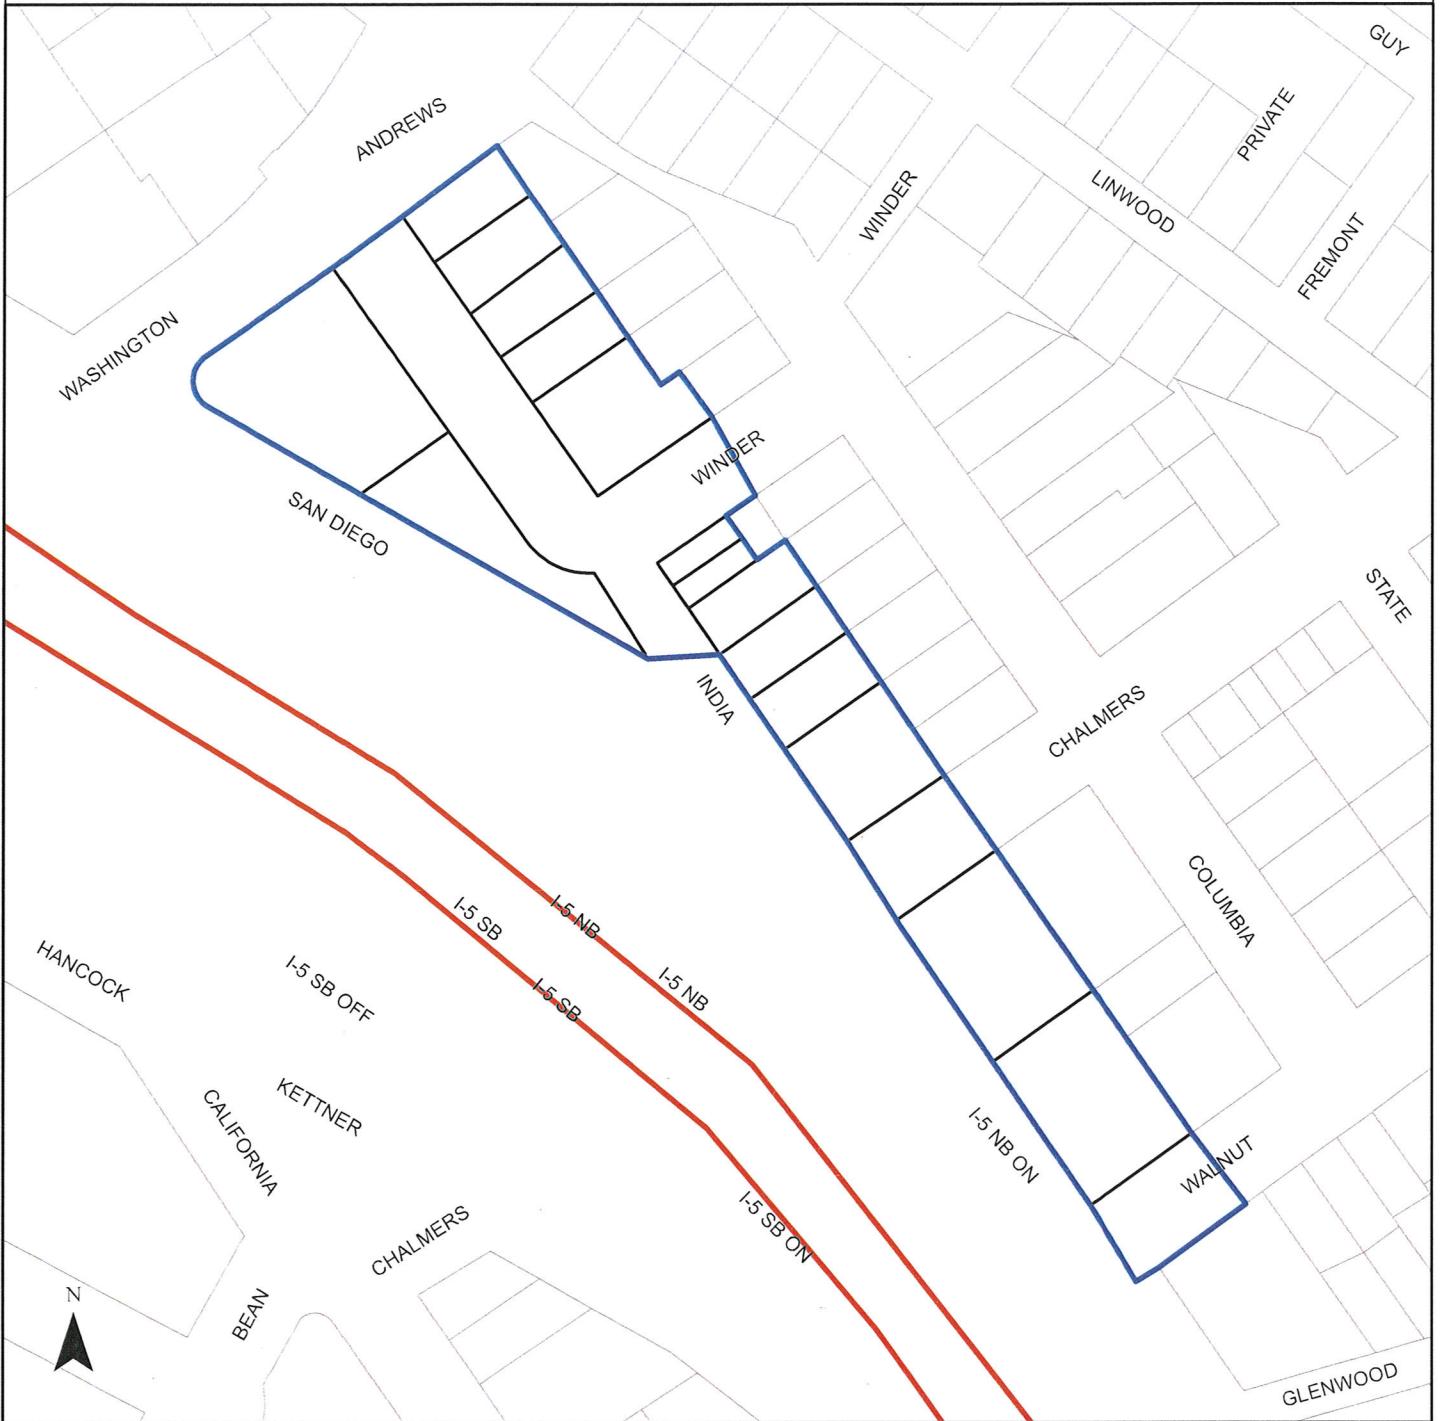 GUY
ANDREWS
PRIVATE
WINDER
LINWOOD
FREMONT
WASHINGTON
WINDER
SAN DIEGO
STATE
INDIA
CHALMERS
COLUMBIA
I-5 SB
I-5 NB
HANCOCK
I-5 SB OFF
I-5 SB
I-5 NB
CALIFORNIA
KETTNER
I-5 NB ON
WALNUT
CHALMERS
I-5 SB ON
BEAN
N
GLENWOOD